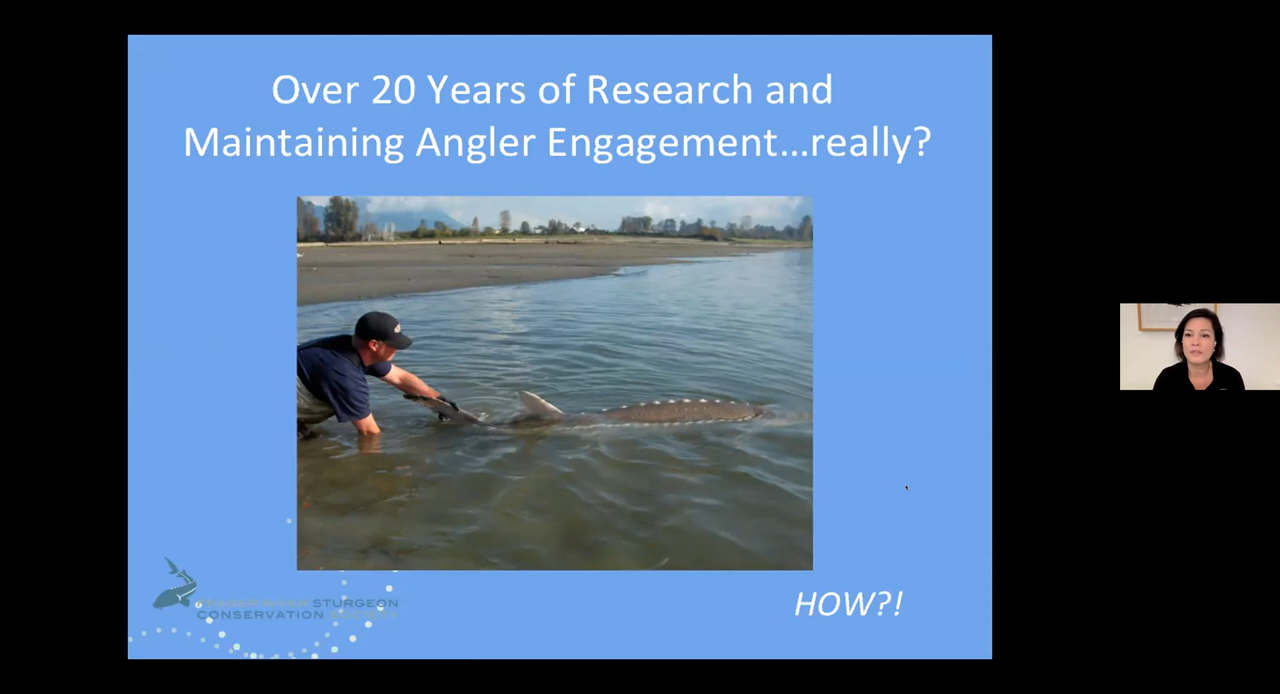 Over 20 Years of Research and
Maintaining Angler Engagement...really?
FRASER RIVER STURGEON
CONSERVATION SOCIETY
HOW?!